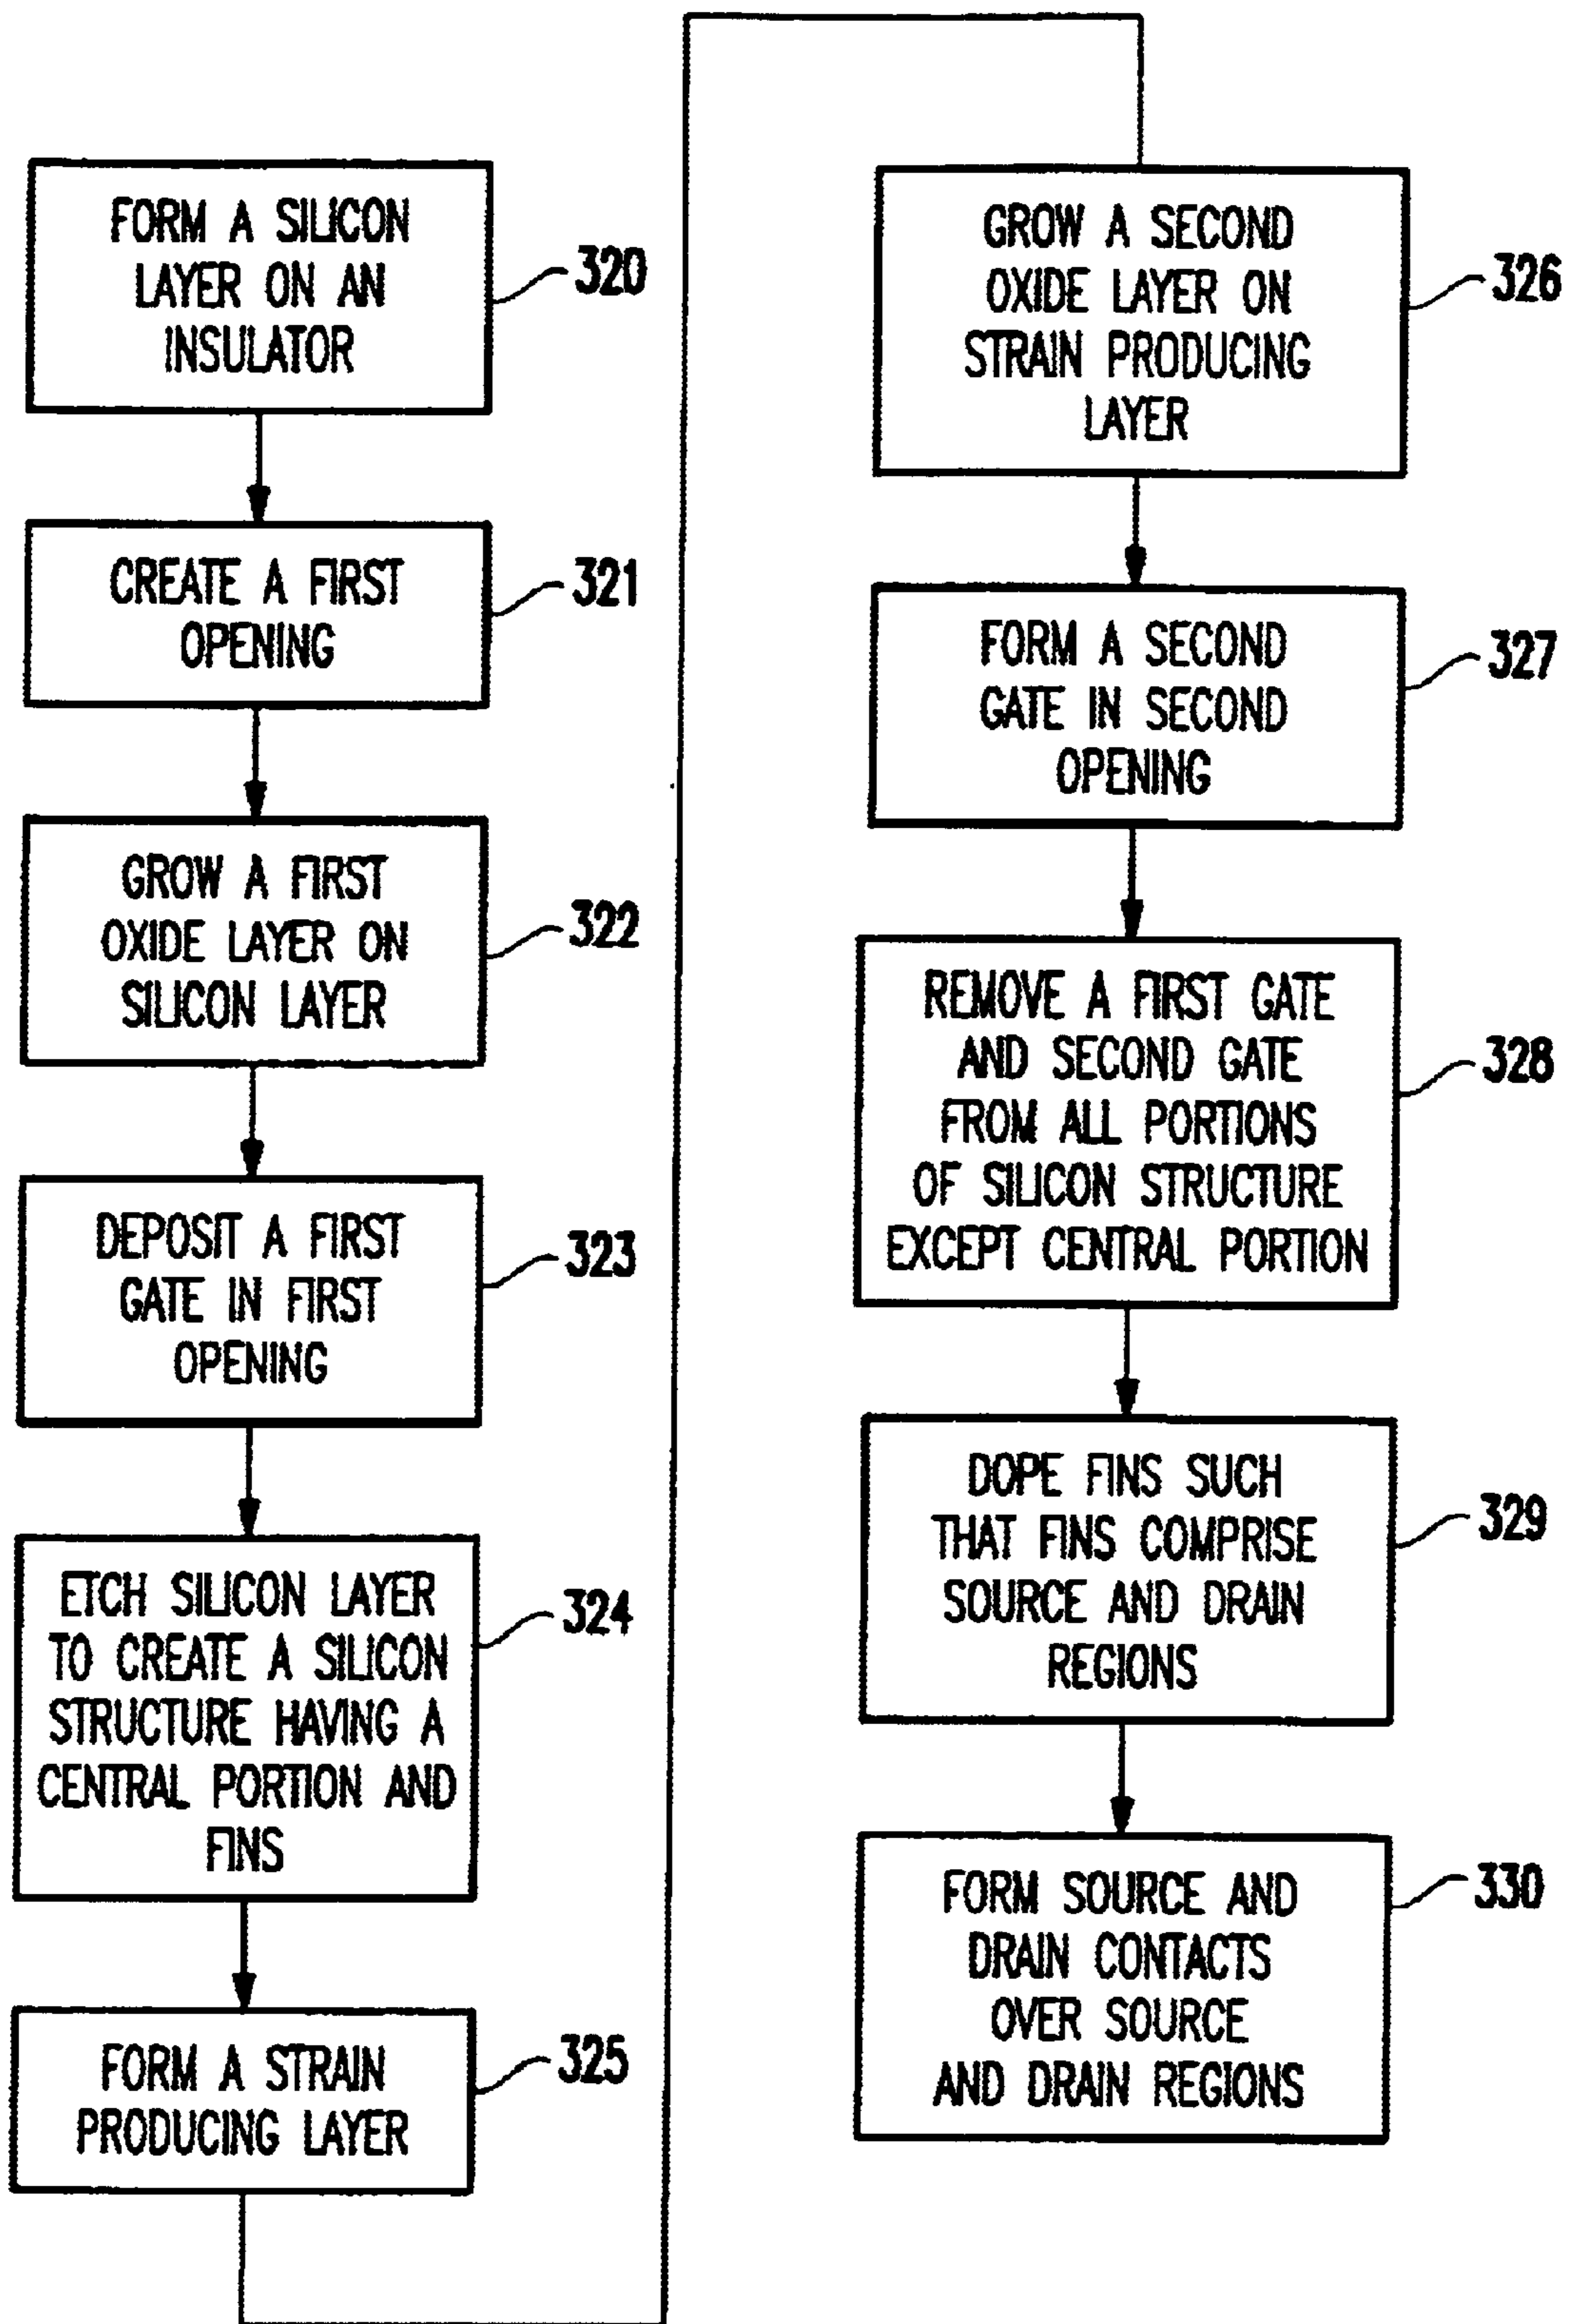 FORM A SILICON
LAYER ON AN
INSULATOR
320
CREATE A FIRST
OPENING
321
GROW A FIRST
OXIDE LAYER ON
SILICON LAYER
322
DEPOSIT A FIRST
GATE IN FIRST
OPENING
323
ETCH SILICON LAYER
TO CREATE A SILICON
STRUCTURE HAVING A
CENTRAL PORTION AND
FINS
324
FORM A STRAIN
PRODUCING LAYER
325
GROW A SECOND
OXIDE LAYER ON
STRAIN PRODUCING
LAYER
326
FORM A SECOND
GATE IN SECOND
OPENING
327
REMOVE A FIRST GATE
AND SECOND GATE
FROM ALL PORTIONS
OF SILICON STRUCTURE
EXCEPT CENTRAL PORTION
328
DOPE FINS SUCH
THAT FINS COMPRISE
SOURCE AND DRAIN
REGIONS
329
FORM SOURCE AND
DRAIN CONTACTS
OVER SOURCE
AND DRAIN REGIONS
330